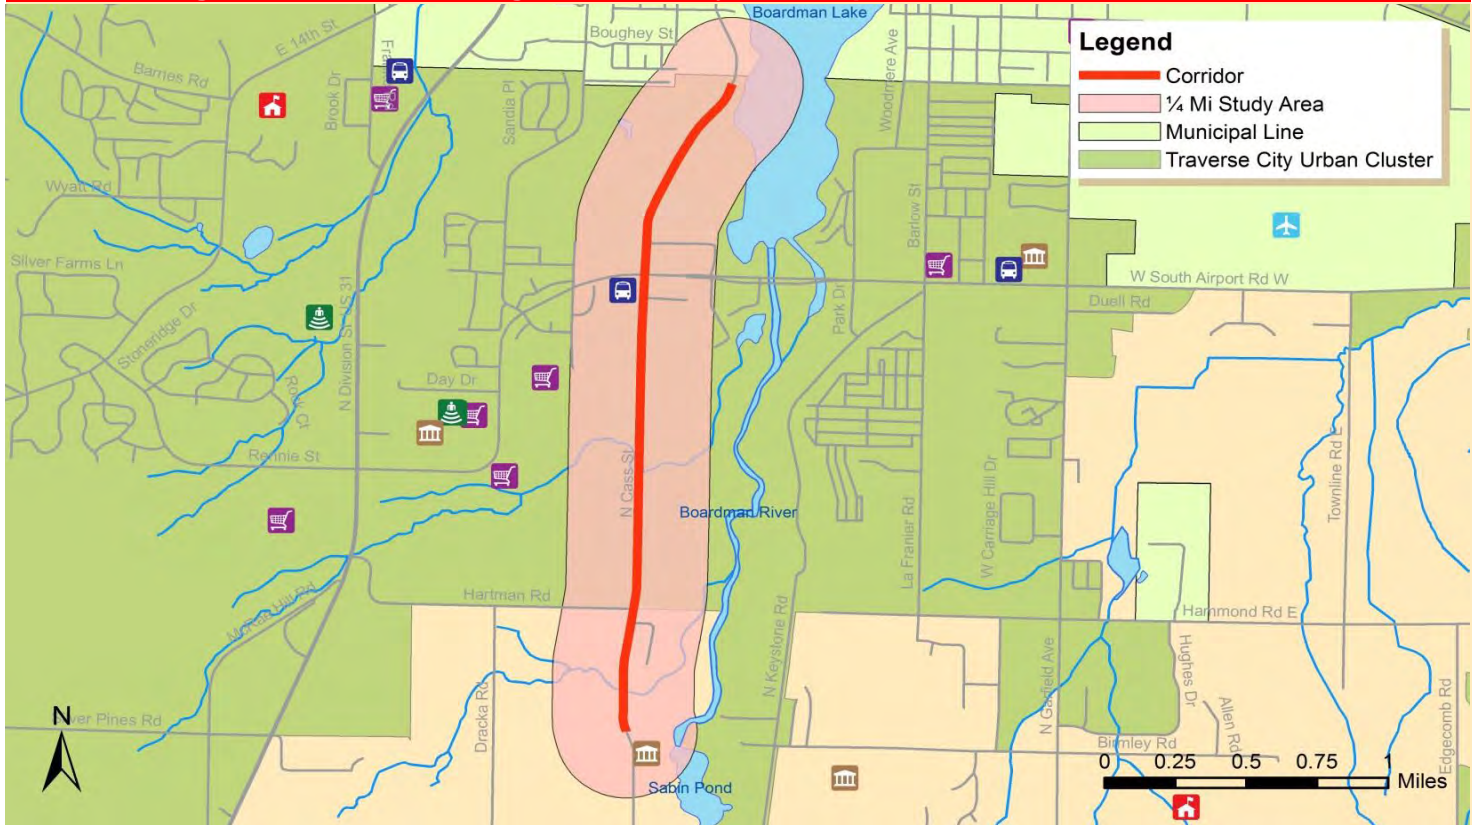 Boardman Lake
Boughey St
E 14th St
Barnes Rd
Brook Dr
Sandia Pl
Woodmere Ave
Legend
Corridor
¼ Mi Study Area
Municipal Line
Traverse City Urban Cluster
Wyatt Rd
Silver Farms Ln
Stoneridge Dr
N Division St-US 31
Barlow St
Park Dr
W South Airport Rd W
Duell Rd
Day Dr
Rennie St
N Cass St
Boardman River
La Franier Rd
W Carriage Hill Dr
Townline Rd E
McRae Hill Rd
Hartman Rd
Hammond Rd E
N Keystone Rd
N Garfield Ave
Hughes Dr
Allen Rd
Edgecomb Rd
N
Dracka Rd
Birmley Rd
0 0.25 0.5 0.75 1
Miles
Sabin Pond